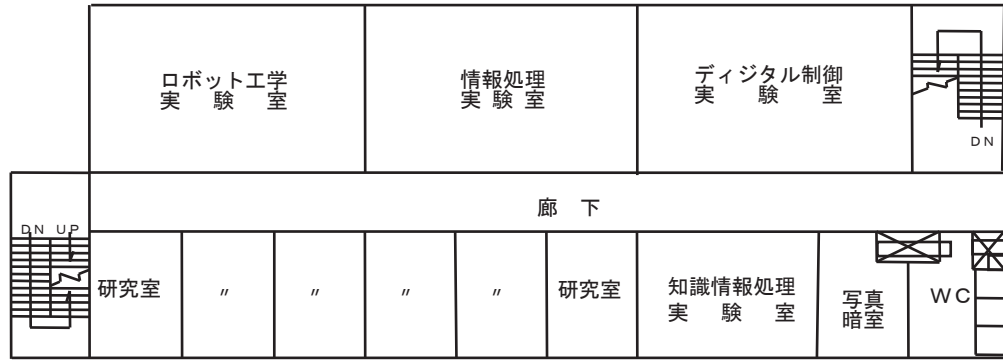 ロボット工学
実験室
情報処理
実験室
ディジタル制御
実験室
DN
廊下
DN UP
研究室
〃
〃
〃
〃
研究室
知識情報処理
実験室
写真
暗室
WC